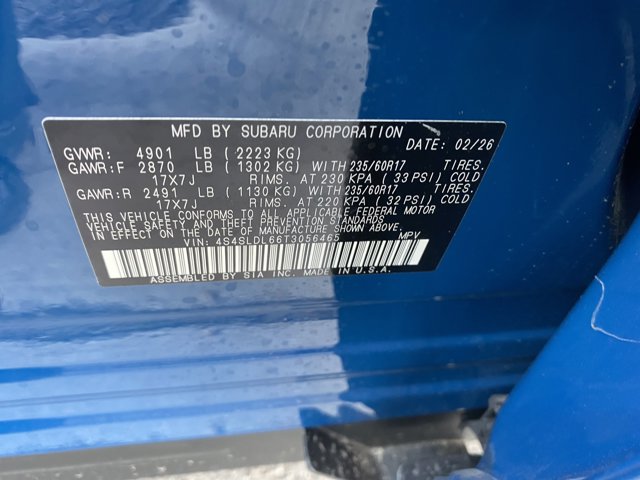 MFD BY SUBARU CORPORATION DATE: 02/26
GVWR: 4901 LB (2223 KG)
GAWR:F 2870 LB (1302 KG) WITH 235/60R17 TIRES.
17X7J RIMS. AT 230 KPA (33 PSI) COLD
GAWR:R 2491 LB (1130 KG) WITH 235/60R17 TIRES.
17X7J RIMS. AT 220 KPA (32 PSI) COLD
THIS VEHICLE CONFORMS TO ALL APPLICABLE FEDERAL MOTOR
VEHICLE SAFETY AND THEFT PREVENTION STANDARDS IN
EFFECT ON THE DATE OF MANUFACTURE SHOWN ABOVE.
VIN: 4S4SLDL66T3056465 MPV
ASSEMBLED BY SIA INC. MADE IN U.S.A.